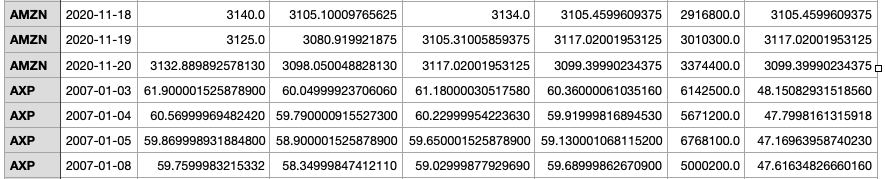 AMZN 2020-11-18 3140.0 3105.10009765625 3134.0 3105.4599609375 2916800.0 3105.4599609375
AMZN 2020-11-19 3125.0 3080.919921875 3105.31005859375 3117.02001953125 3010300.0 3117.02001953125
AMZN 2020-11-20 3132.889892578130 3098.050048828130 3117.02001953125 3099.39990234375 3374400.0 3099.39990234375
AXP 2007-01-03 61.900001525878900 60.04999923706060 61.18000030517580 60.36000061035160 6142500.0 48.15082931518560
AXP 2007-01-04 60.56999969482420 59.790000915527300 60.22999954223630 59.91999816894530 5671200.0 47.7998161315918
AXP 2007-01-05 59.869998931884800 58.900001525878900 59.650001525878900 59.130001068115200 6768100.0 47.16963958740230
AXP 2007-01-08 59.7599983215332 58.34999847412110 59.02999877929690 59.68999862670900 5000200.0 47.61634826660160